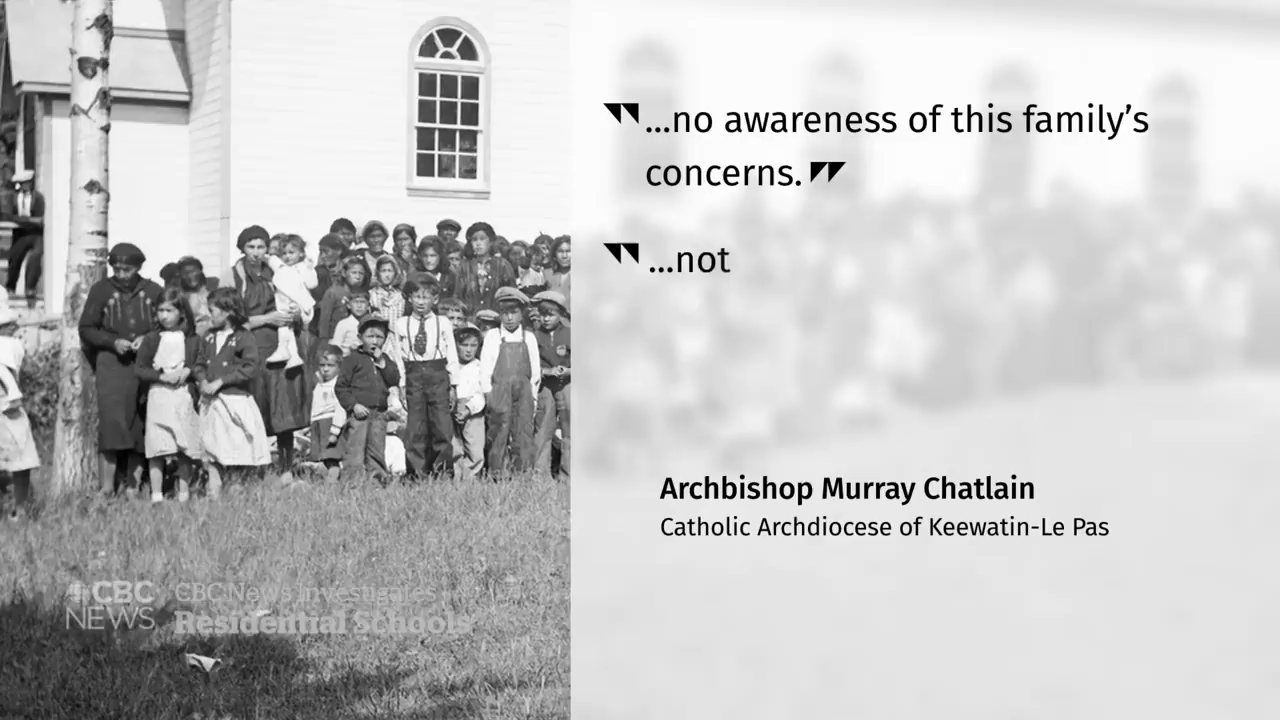 "...no awareness of this family’s
concerns."
"...not
Archbishop Murray Chatlain
Catholic Archdiocese of Keewatin-Le Pas
CBC
NEWS
CBC News Investigates
Residential Schools